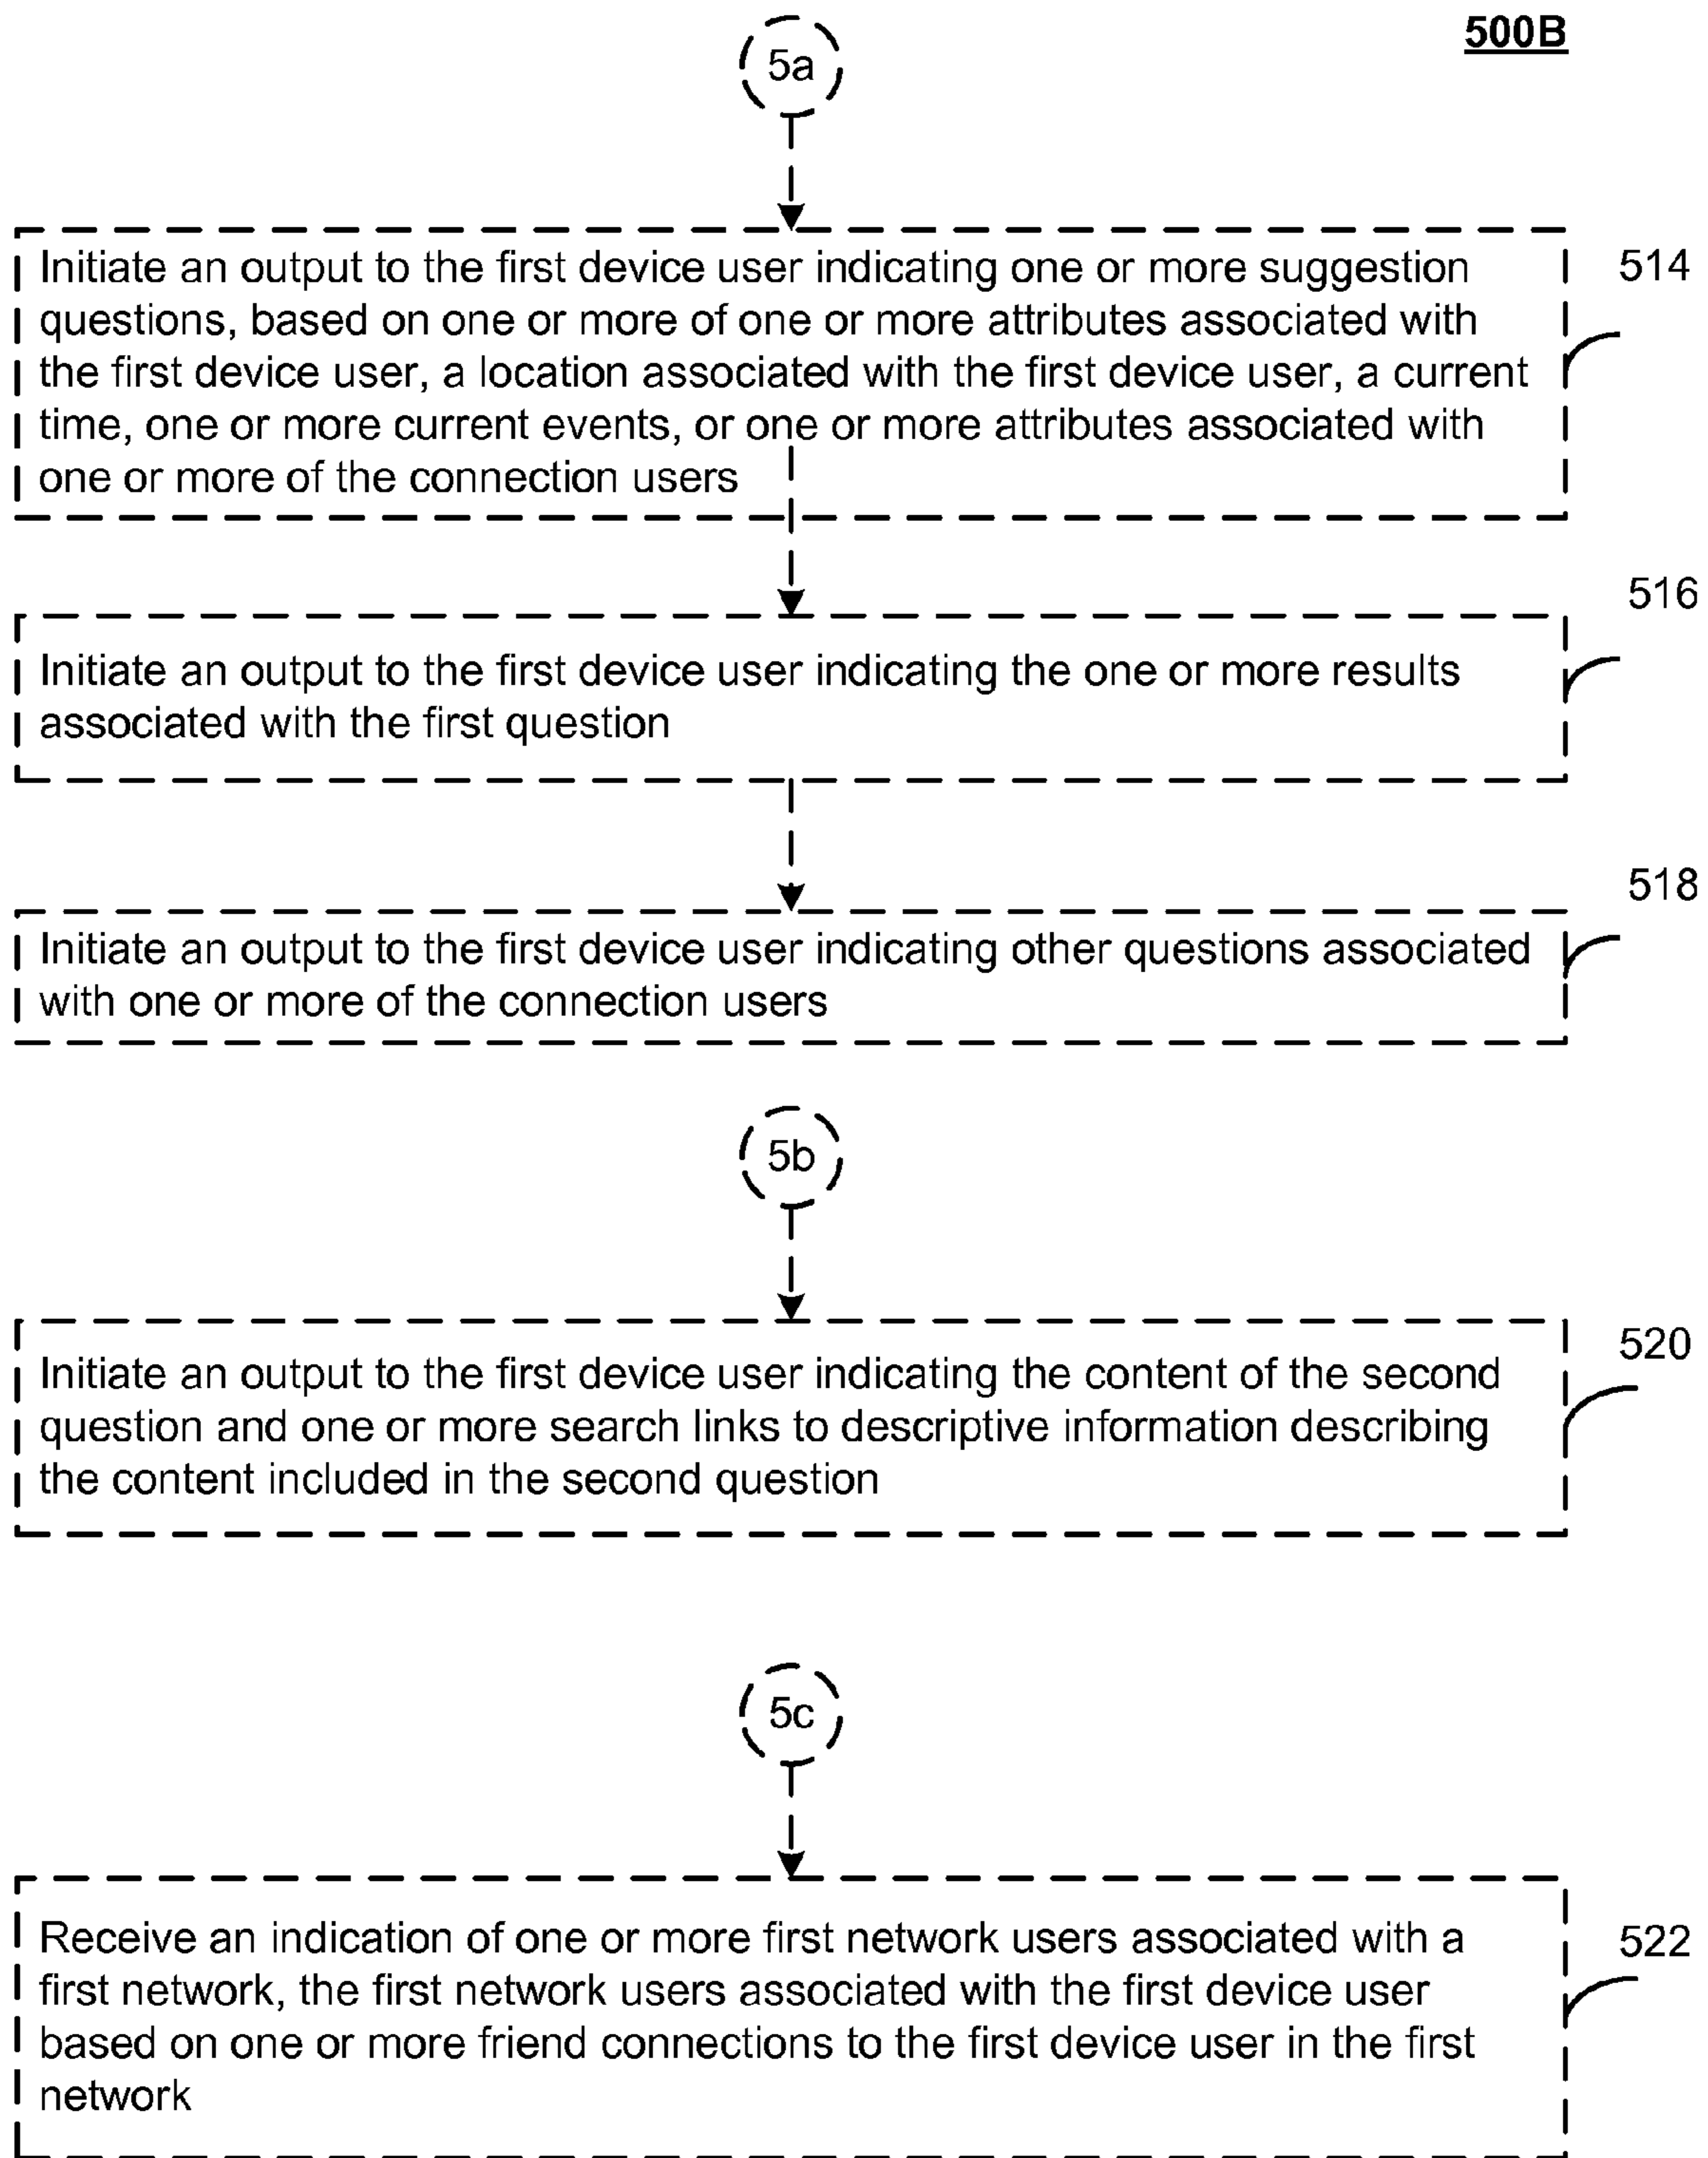 500B
5a
Initiate an output to the first device user indicating one or more suggestion
questions, based on one or more of one or more attributes associated with
the first device user, a location associated with the first device user, a current
time, one or more current events, or one or more attributes associated with
one or more of the connection users
514
516
Initiate an output to the first device user indicating the one or more results
associated with the first question
518
Initiate an output to the first device user indicating other questions associated
with one or more of the connection users
5b
Initiate an output to the first device user indicating the content of the second
question and one or more search links to descriptive information describing
the content included in the second question
520
5c
Receive an indication of one or more first network users associated with a
first network, the first network users associated with the first device user
based on one or more friend connections to the first device user in the first
network
522